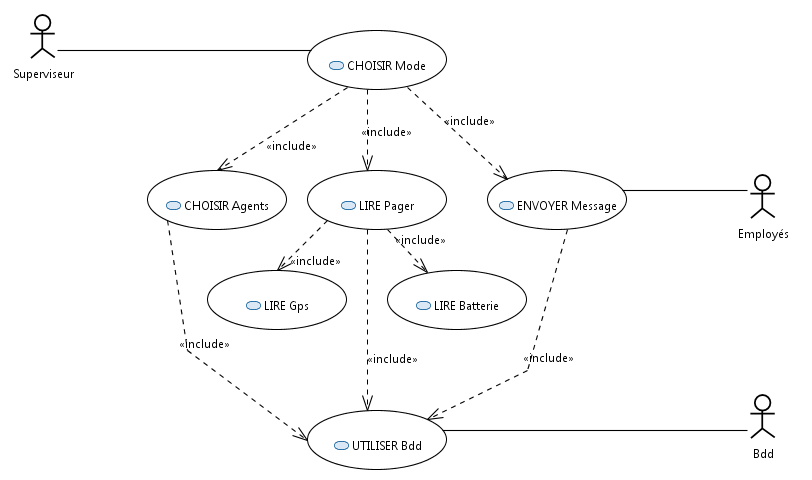 Superviseur
CHOISIR Mode
«include»
«include»
«include»
CHOISIR Agents
LIRE Pager
ENVOYER Message
Employés
«include»
«include»
LIRE Gps
LIRE Batterie
«include»
«include»
«include»
UTILISER Bdd
Bdd